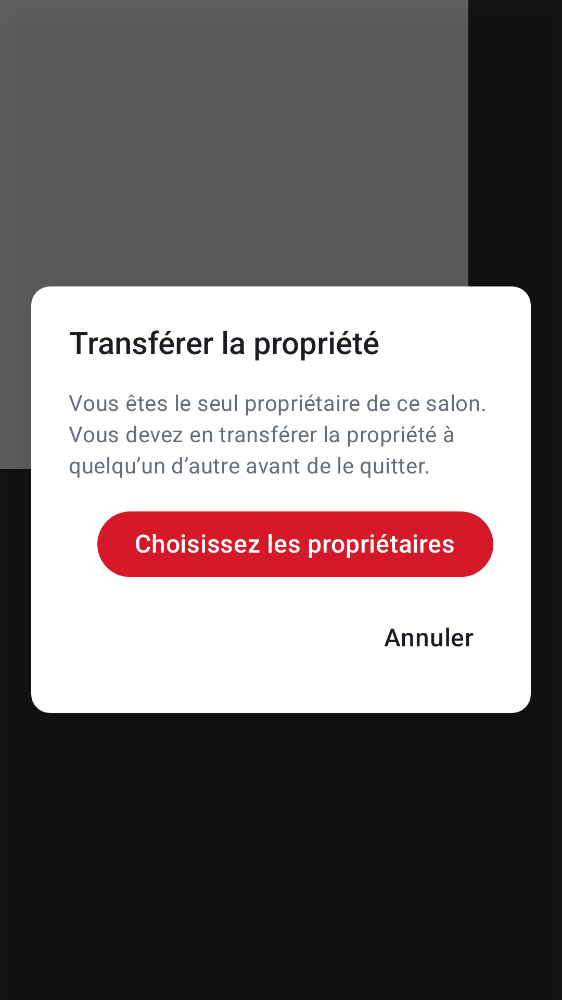 Transférer la propriété
Vous êtes le seul propriétaire de ce salon.
Vous devez en transférer la propriété à
quelqu’un d’autre avant de le quitter.
Choisissez les propriétaires
Annuler